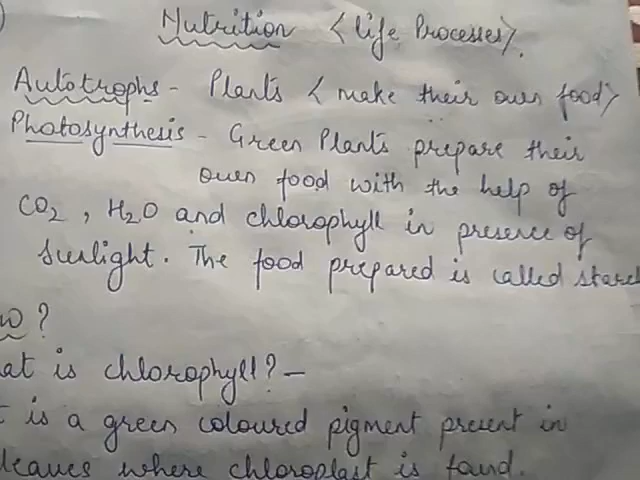 Nutrition <life Processes>.
Autotrophs - Plants <make their own food>
Photosynthesis - Green Plants prepare their
own food with the help of
CO2, H2O and chlorophyll in presence of
Sunlight. The food prepared is called
?
is chlorophyll? —
is a green coloured pigment present in
leaves where chloroplast is found.